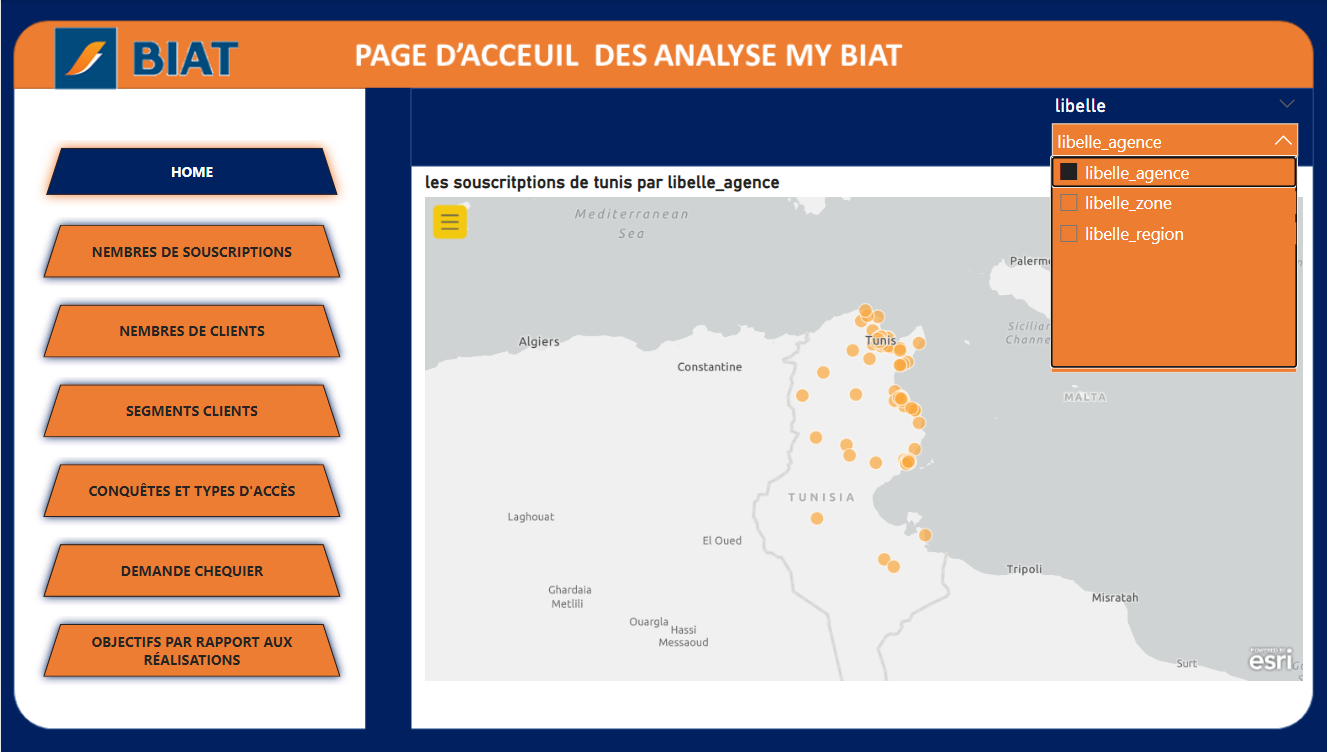 BIAT
PAGE D’ACCEUIL DES ANALYSE MY BIAT
HOME
NEMBRES DE SOUSCRIPTIONS
NEMBRES DE CLIENTS
SEGMENTS CLIENTS
CONQUÊTES ET TYPES D'ACCÈS
DEMANDE CHEQUIER
OBJECTIFS PAR RAPPORT AUX
RÉALISATIONS
libelle
libelle_agence
libelle_agence
libelle_zone
libelle_region
les souscritptions de tunis par libelle_agence
Mediterranean
Sea
Palermo
Sicilian
Channe
Algiers
Tunis
Constantine
MALTA
TUNISIA
Laghouat
El Oued
Tripoli
Ghardaia
Metlili
Misratah
Ouargla
Hassi
Messaoud
Surt
POWERED BY
esri